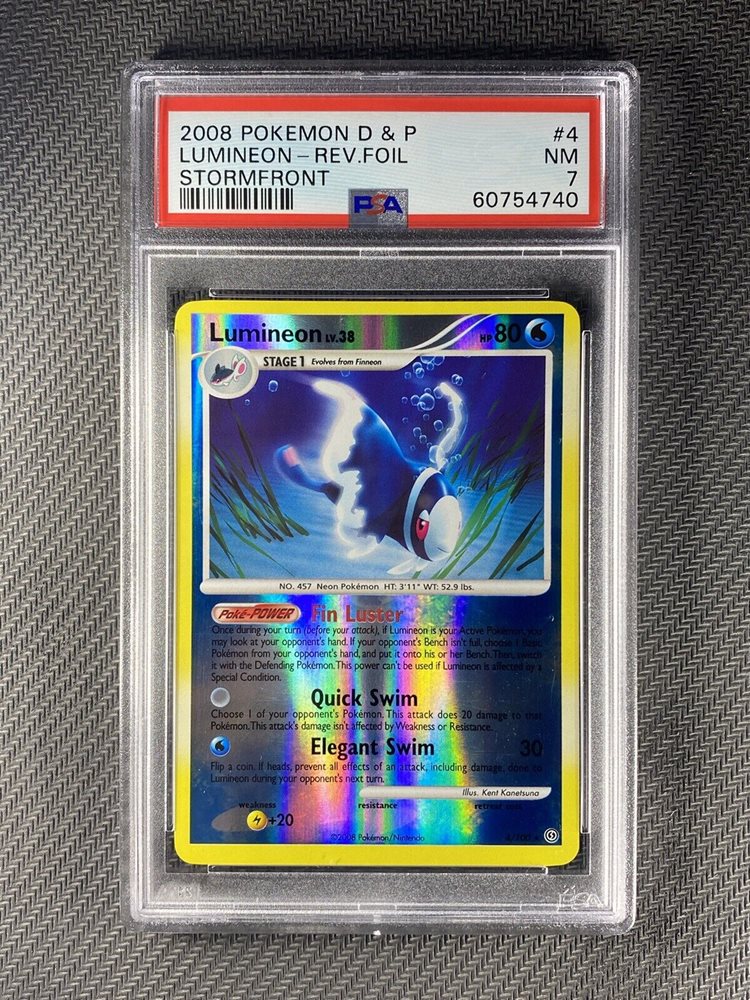 2008 POKEMON D & P #4
LUMINEON - REV.FOIL NM
STORMFRONT 7
PSA 60754740
Lumineon LV.38 HP 80
STAGE 1 Evolves from Finneon
NO. 457 Neon Pokémon HT: 3'11" WT: 52.9 lbs.
Poké-POWER Fin Luster
Once during your turn (before your attack), if Lumineon is your Active Pokémon, you
may look at your opponent's hand. If your opponent's Bench isn't full, choose 1 Basic
Pokémon from your opponent's hand, and put it onto his or her Bench. Then, switch
it with the Defending Pokémon. This power can't be used if Lumineon is affected by a
Special Condition.
Quick Swim
Choose 1 of your opponent's Pokémon. This attack does 20 damage to that
Pokémon. This attack's damage isn't affected by Weakness or Resistance.
Elegant Swim 30
Flip a coin. If heads, prevent all effects of an attack, including damage, done to
Lumineon during your opponent's next turn.
Illus. Kent Kanetsuna
weakness resistance retreat cost
+20
©2008 Pokémon/Nintendo 4/100